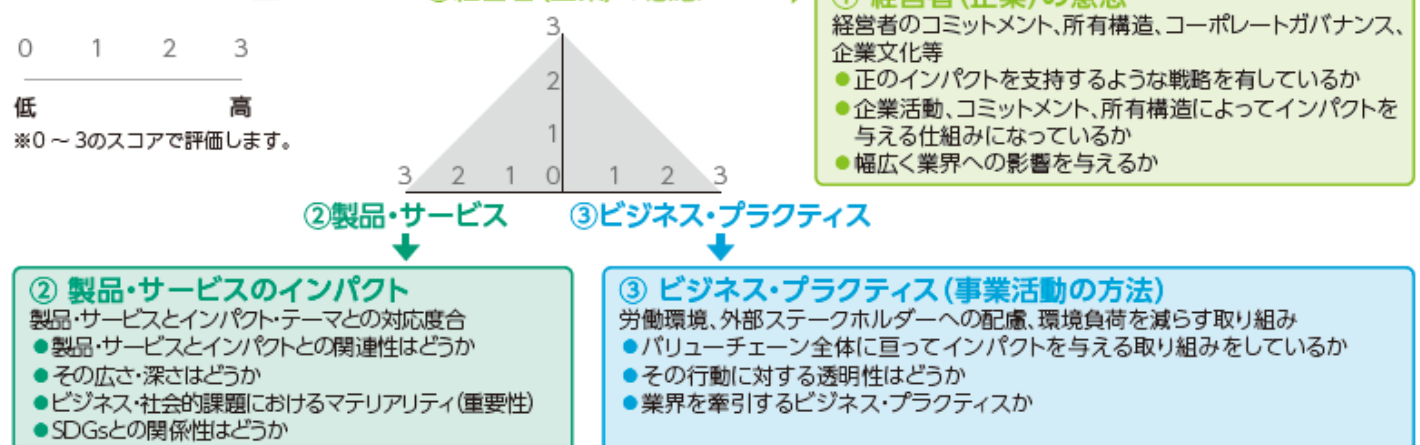 ① 経営者(企業)の意思
経営者のコミットメント、所有構造、コーポレートガバナンス、
企業文化等
●正のインパクトを支持するような戦略を有しているか
●企業活動、コミットメント、所有構造によってインパクトを
与える仕組みになっているか
●幅広く業界への影響を与えるか
0 1 2 3
低 高
※0～3のスコアで評価します。
3
2
1
3 2 1 0 1 2 3
②製品・サービス ③ビジネス・プラクティス
② 製品・サービスのインパクト
製品・サービスとインパクト・テーマとの対応度合
●製品・サービスとインパクトとの関連性はどうか
●その広さ・深さはどうか
●ビジネス・社会的課題におけるマテリアリティ(重要性)
●SDGsとの関係性はどうか
③ ビジネス・プラクティス(事業活動の方法)
労働環境、外部ステークホルダーへの配慮、環境負荷を減らす取り組み
●バリューチェーン全体に亘ってインパクトを与える取り組みをしているか
●その行動に対する透明性はどうか
●業界を牽引するビジネス・プラクティスか